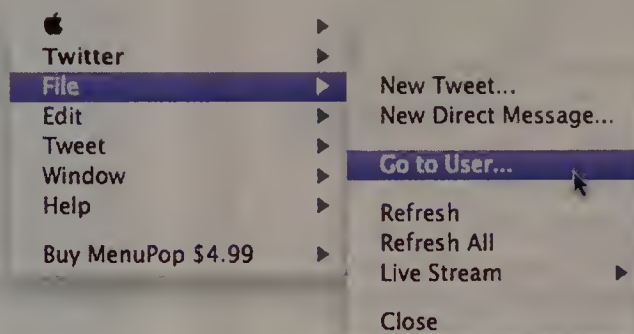 Twitter
File
Edit
Tweet
Window
Help
Buy MenuPop $4.99
New Tweet...
New Direct Message...
Go to User...
Refresh
Refresh All
Live Stream
Close